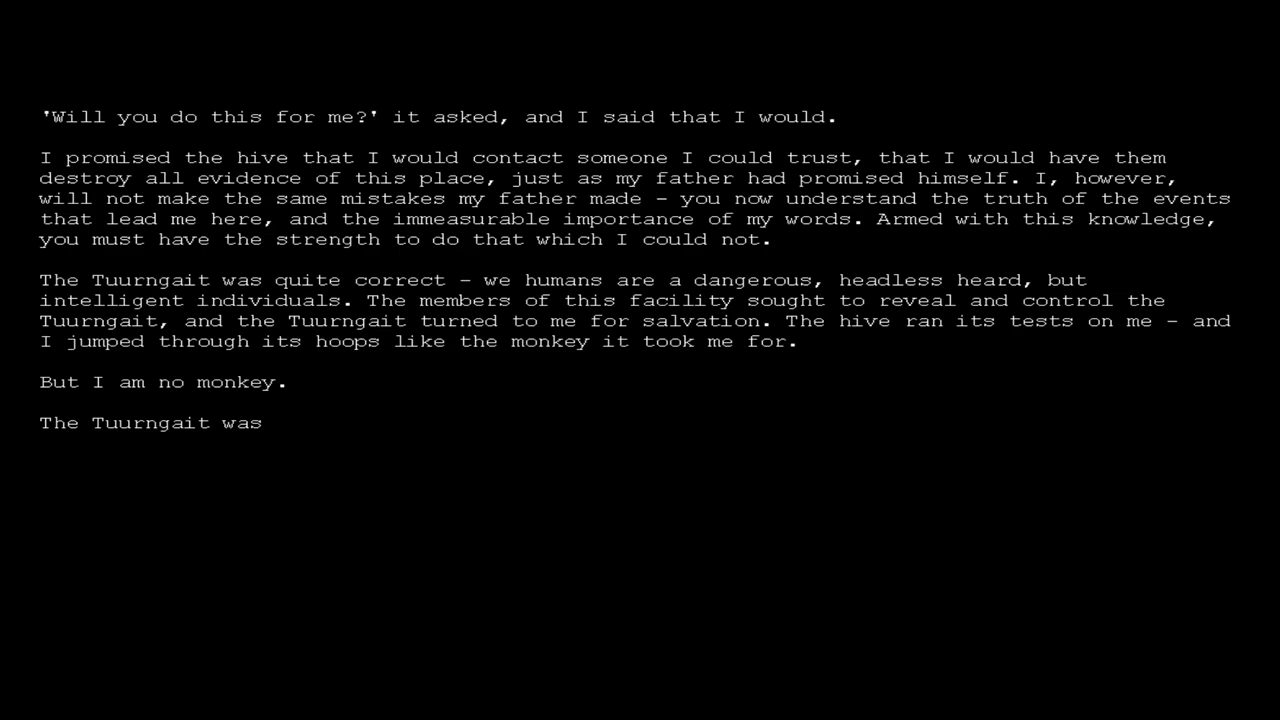 'Will you do this for me?' it asked, and I said that I would.
I promised the hive that I would contact someone I could trust, that I would have them
destroy all evidence of this place, just as my father had promised himself. I, however,
will not make the same mistakes my father made - you now understand the truth of the events
that lead me here, and the immeasurable importance of my words. Armed with this knowledge,
you must have the strength to do that which I could not.
The Tuurngait was quite correct - we humans are a dangerous, headless heard, but
intelligent individuals. The members of this facility sought to reveal and control the
Tuurngait, and the Tuurngait turned to me for salvation. The hive ran its tests on me - and
I jumped through its hoops like the monkey it took me for.
But I am no monkey.
The Tuurngait was